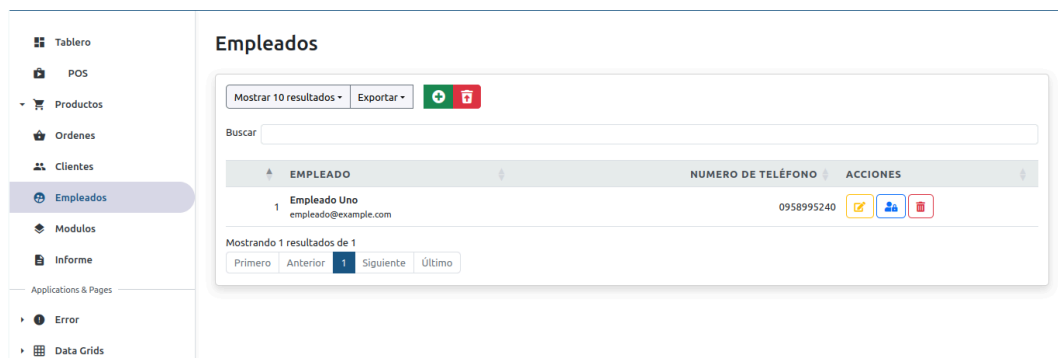 Tablero
POS
Productos
Ordenes
Clientes
Empleados
Modulos
Informe
Applications & Pages
Error
Data Grids
Empleados
Mostrar 10 resultados Exportar
Buscar
EMPLEADO NUMERO DE TELÉFONO ACCIONES
1 Empleado Uno 0958995240
empleado@example.com
Mostrando 1 resultados de 1
Primero Anterior 1 Siguiente Último